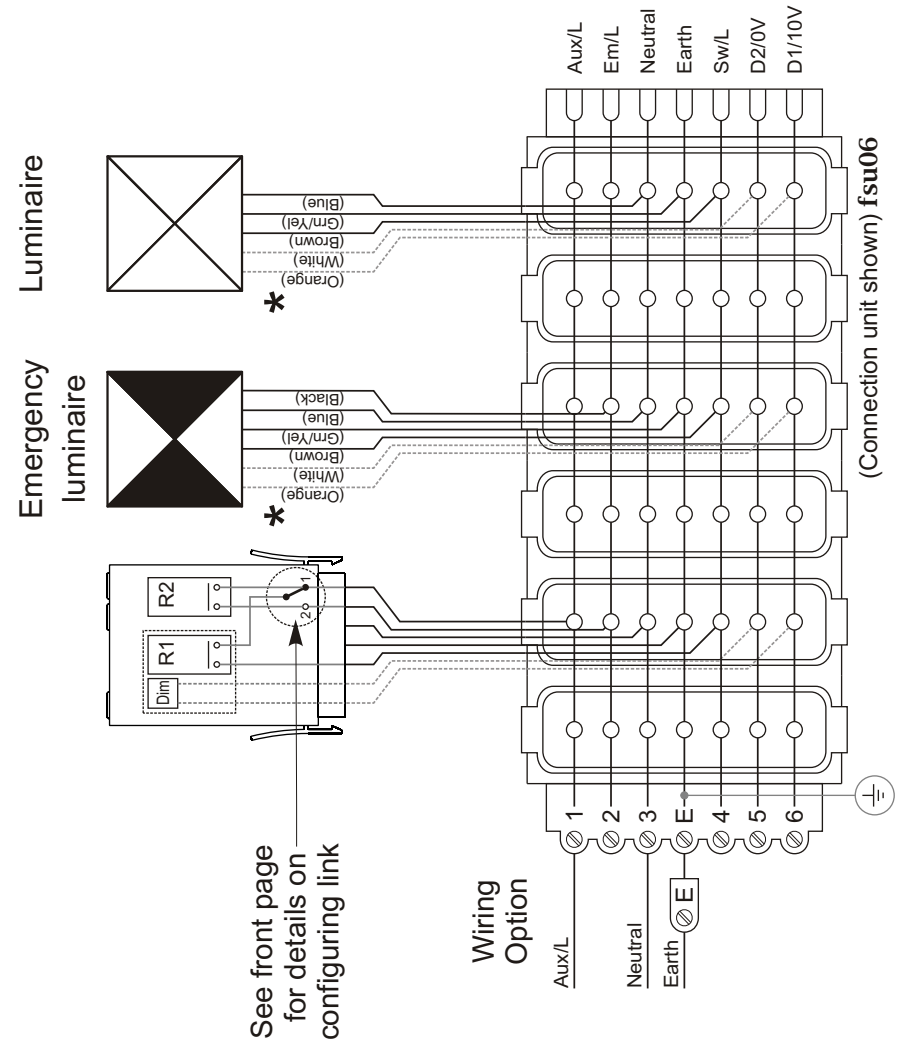 Luminaire
Emergency
luminaire
(Blue)
(Grn/Yel)
(Brown)
(White)
(Orange)
*
(Black)
(Blue)
(Grn/Yel)
(Brown)
(White)
(Orange)
*
R2
R1
Dim
1
2
See front page
for details on
configuring link
Wiring
Option
Aux/L
Neutral
Earth
E
1
2
3
E
4
5
6
Aux/L
Em/L
Neutral
Earth
Sw/L
D2/0V
D1/10V
(Connection unit shown) fsu06